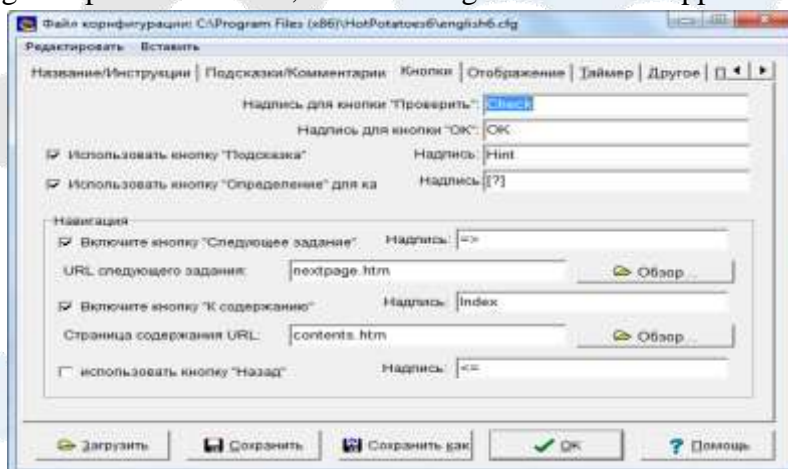 Файл корнфигурации: C:\Program Files (x86)\HotPotatoes6\english6.cfg
Редактировать Вставить
Название/Инструкции Подсказки/Комментарии Кнопки Отображение Таймер Другое П
Надпись для кнопки "Проверить": Check
Надпись для кнопки "ОК": OK
Использовать кнопку "Подсказка" Надпись: Hint
Использовать кнопку "Определение" для ка Надпись: [?]
Навигация
Включите кнопку "Следующее задание" Надпись: =>
URL следующего задания: nextpage.htm Обзор...
Включите кнопку "К содержанию" Надпись: Index
Страница содержания URL: contents.htm Обзор...
использовать кнопку "Назад" Надпись: <=
Загрузить Сохранить Сохранить как OK Помощь